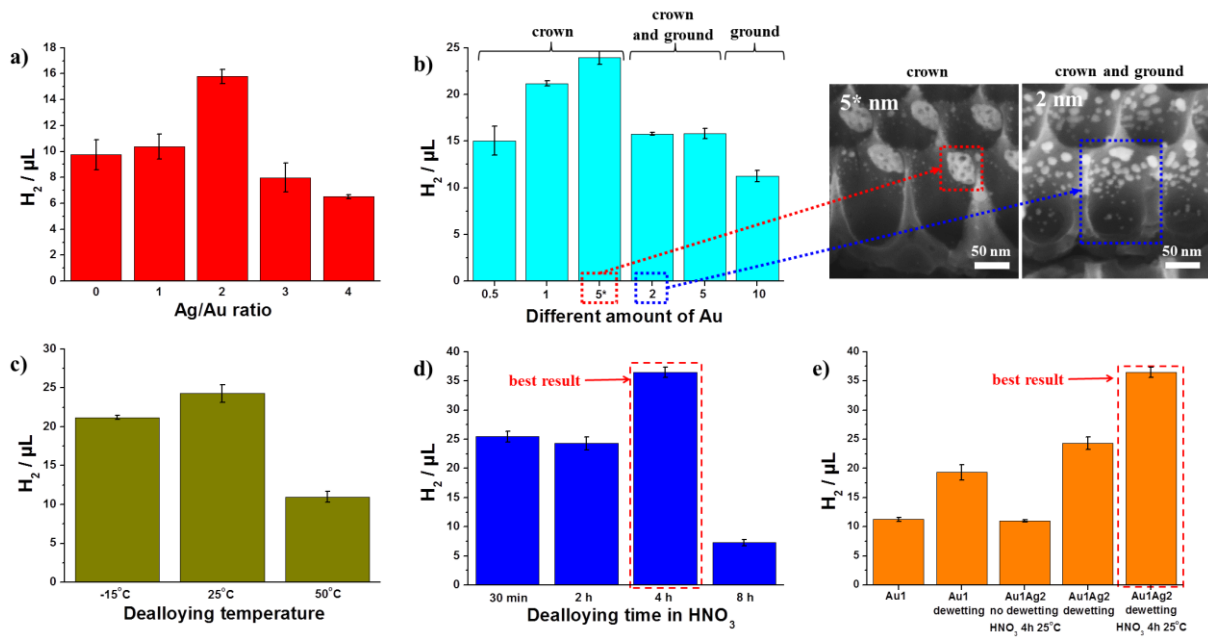 a)
H2 / µL
18
16
14
12
10
8
6
4
2
0
0 1 2 3 4
Ag/Au ratio
b)
crown
crown
and ground
ground
H2 / µL
25
20
15
10
5
0
0.5 1 5* 2 5 10
Different amount of Au
crown
5* nm
50 nm
crown and ground
2 nm
50 nm
c)
H2 / µL
30
25
20
15
10
5
0
-15°C 25°C 50°C
Dealloying temperature
d)
best result
H2 / µL
40
35
30
25
20
15
10
5
0
30 min 2 h 4 h 8 h
Dealloying time in HNO3
e)
best result
H2 / µL
40
35
30
25
20
15
10
5
0
Au1 Au1 Au1Ag2 Au1Ag2 Au1Ag2
dewetting no dewetting dewetting dewetting
HNO3 4h 25°C HNO3 4h 25°C